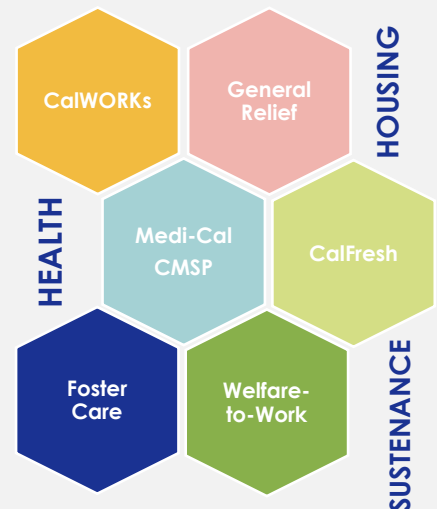 CalWORKs
General
Relief
HOUSING
HEALTH
Medi-Cal
CMSP
CalFresh
Foster
Care
Welfare-
to-Work
SUSTENANCE